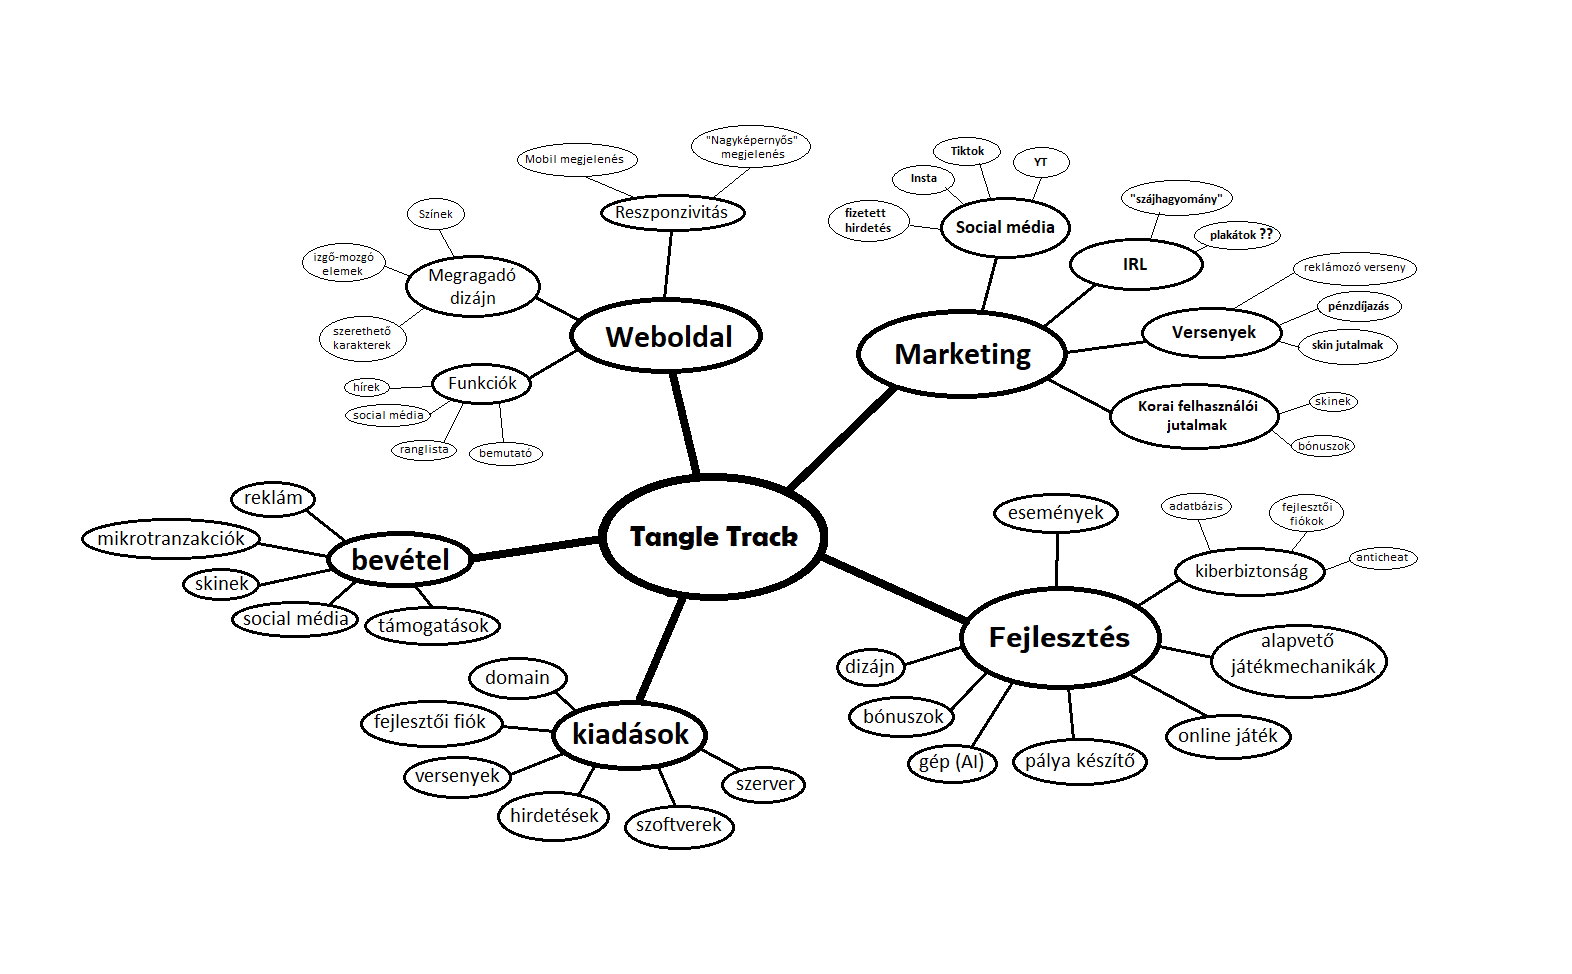 Mobil megjelenés
"Nagyképernyős"
megjelenés
Reszponzivitás
Színek
izgő-mozgó
elemek
Megragadó
dizájn
szerethető
karakterek
Weboldal
Funkciók
hírek
social média
ranglista
bemutató
Tiktok
YT
Insta
fizetett
hirdetés
Social média
"szájhagyomány"
plakátok ??
IRL
reklámozó verseny
pénzdíjazás
Versenyek
skin jutalmak
Marketing
Korai felhasználói
jutalmak
skinek
bónuszok
Tangle Track
reklám
mikrotranzakciók
bevétel
skinek
social média
támogatások
események
adatbázis
fejlesztői
fiókok
anticheat
kiberbiztonság
Fejlesztés
alapvető
játékmechanikák
dizájn
bónuszok
gép (AI)
pálya készítő
online játék
domain
fejlesztői fiók
kiadások
versenyek
hirdetések
szoftverek
szerver